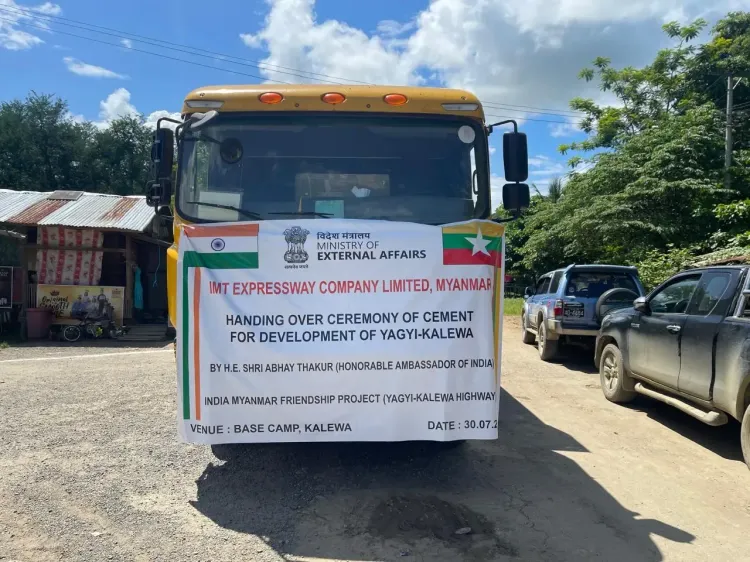 विदेश मंत्रालय
MINISTRY OF
EXTERNAL AFFAIRS
IMT EXPRESSWAY COMPANY LIMITED, MYANMAR
HANDING OVER CEREMONY OF CEMENT
FOR DEVELOPMENT OF YAGYI-KALEWA
BY H.E. SHRI ABHAY THAKUR (HONORABLE AMBASSADOR OF INDIA)
INDIA MYANMAR FRIENDSHIP PROJECT (YAGYI-KALEWA HIGHWAY
VENUE : BASE CAMP, KALEWA DATE : 30.07.2